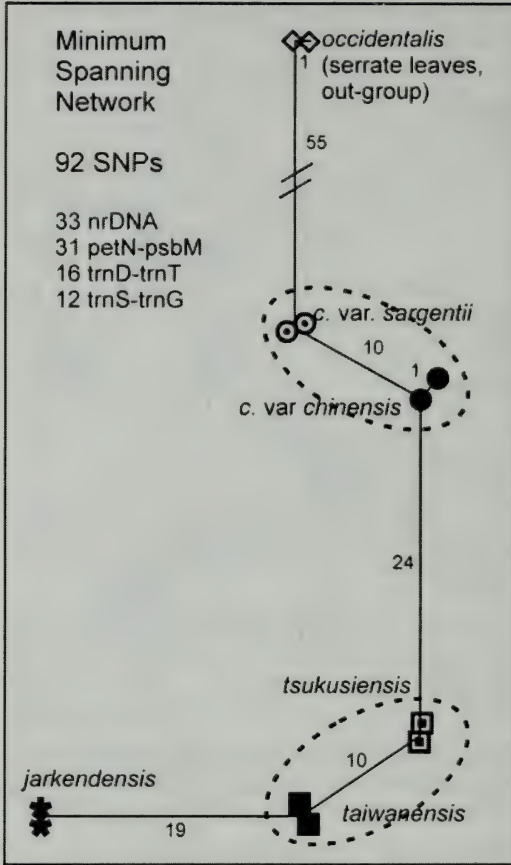 Minimum
Spanning
Network
92 SNPs
33 nrDNA
31 petN-psbM
16 trnD-trnT
12 trnS-trnG
occidentalis
(serrate leaves,
out-group)
1
55
c. var. sargentii
10
1
c. var chinensis
24
tsukusiensis
10
jarkendensis
taiwanensis
19